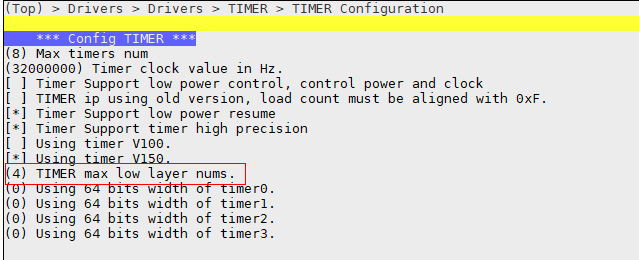 (Top) > Drivers > Drivers > TIMER > TIMER Configuration
*** Config TIMER ***
(8) Max timers num
(32000000) Timer clock value in Hz.
[ ] Timer Support low power control, control power and clock
[ ] TIMER ip using old version, load count must be aligned with 0xF.
[*] Timer Support low power resume
[*] Timer Support timer high precision
[ ] Using timer V100.
[*] Using timer V150.
(4) TIMER max low layer nums.
(0) Using 64 bits width of timer0.
(0) Using 64 bits width of timer1.
(0) Using 64 bits width of timer2.
(0) Using 64 bits width of timer3.